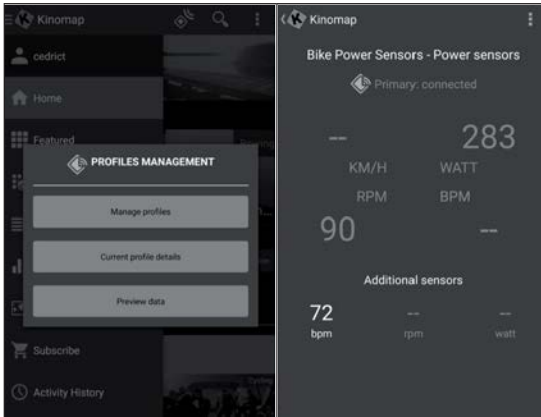 Kinomap
cedrict
Home
Featured
PROFILES MANAGEMENT
Manage profiles
Current profile details
Preview data
Subscribe
Activity History
Kinomap
Bike Power Sensors - Power sensors
Primary: connected
-- 283
KM/H WATT
RPM BPM
90 --
Additional sensors
72 -- --
bpm rpm watt